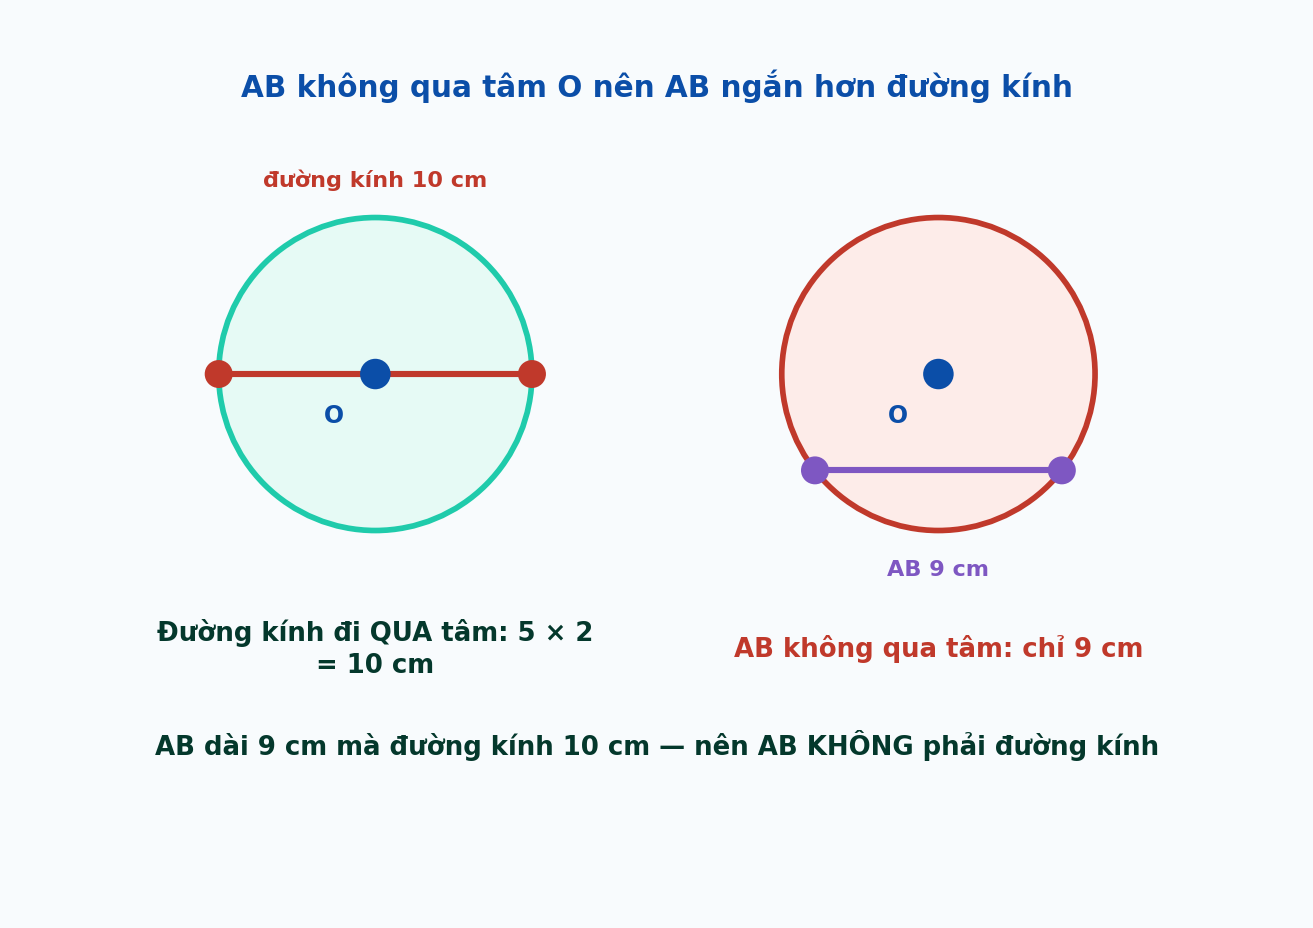 AB không qua tâm O nên AB ngắn hơn đường kính
đường kính 10 cm
O
O
AB 9 cm
Đường kính đi QUA tâm: 5 × 2
= 10 cm
AB không qua tâm: chỉ 9 cm
AB dài 9 cm mà đường kính 10 cm — nên AB KHÔNG phải đường kính